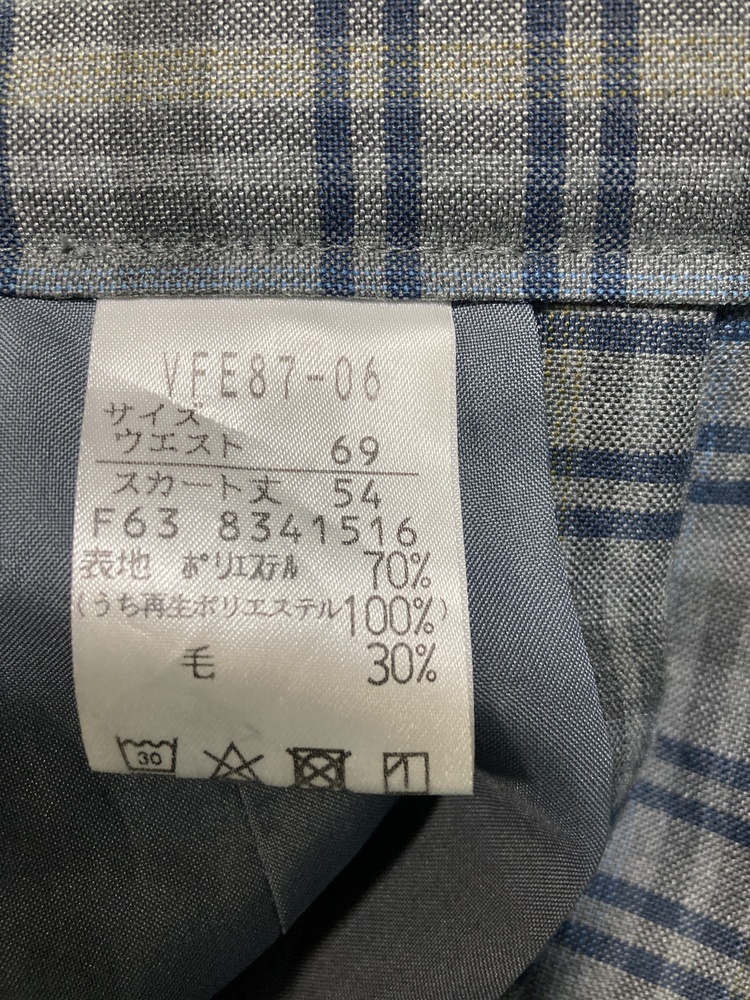 VFE87-06
サイズ
ウエスト 69
スカート丈 54
F63 8341516
表地 ポリエステル 70%
(うち再生ポリエステル100%)
毛 30%
30